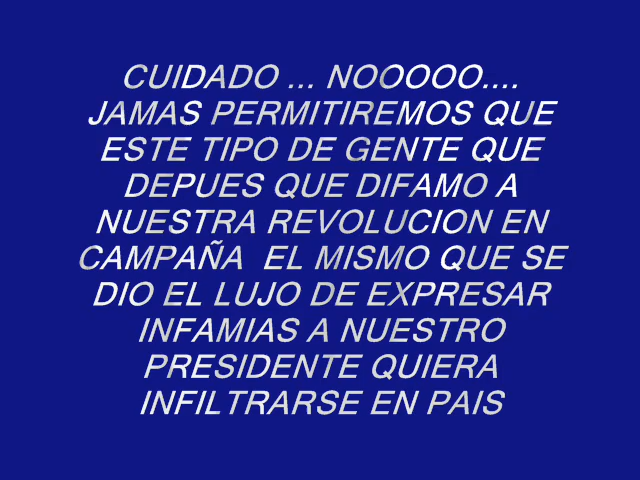 CUIDADO ... NOOOOO....
JAMAS PERMITIREMOS QUE
ESTE TIPO DE GENTE QUE
DEPUES QUE DIFAMO A
NUESTRA REVOLUCION EN
CAMPAÑA  EL MISMO QUE SE
DIO EL LUJO DE EXPRESAR
INFAMIAS A NUESTRO
PRESIDENTE QUIERA
INFILTRARSE EN PAIS